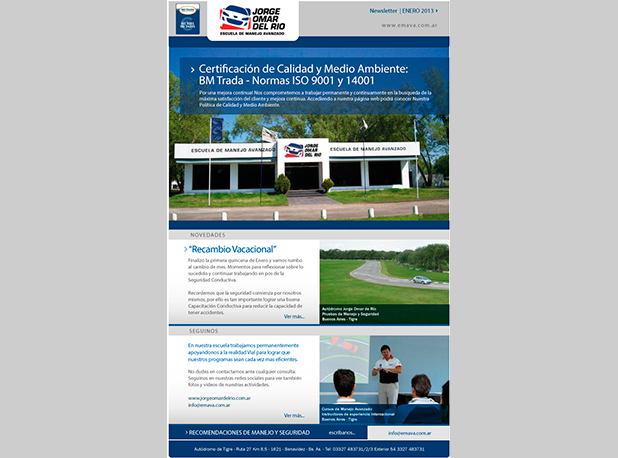 JORGE
OMAR
DEL RIO
ESCUELA DE MANEJO AVANZADO
Newsletter | ENERO 2013
www.emava.com.ar
Certificación de Calidad y Medio Ambiente:
BM Trada - Normas ISO 9001 y 14001
Por una mejora continua! Nos comprometemos a trabajar permanente y continuamente en la busqueda de la
máxima satisfacción del cliente y mejora continua. Accediendo a nuestra página web podrá conocer Nuestra
Política de Calidad y Medio Ambiente.
ESCUELA DE MANEJO AVANZADO
JORGE
OMAR
DEL RIO
ESCUELA DE MANEJO AVANZADO
NOVEDADES
"Recambio Vacacional"
Finalizó la primera quincena de Enero y vamos rumbo
al cambio de mes. Momentos para reflexionar sobre lo
sucedido y continuar trabajando en pos de la
Seguridad Conductiva.
Recordemos que la seguridad comienza por nosotros
mismos, por ello es tan importante lograr una buena
Capacitación Conductiva para reducir la capacidad de
tener accidentes.
Ver más...
Autódromo Jorge Omar de Río
Pruebas de Manejo y Seguridad
Buenos Aires - Tigre
SEGUINOS
En nuestra escuela trabajamos permanentemente
apoyandonos a la realidad Vial para lograr que
nuestros programas sean cada vez mas eficientes.
No dudes en contactarnos ante cualquier consulta;
Seguinos en nuestras redes sociales para ver también
fotos y videos de nuestras actividades.
www.jorgeomardelrio.com.ar
info@emava.com.ar
Ver más...
Cursos de Manejo Avanzado
Instructores de experiencia internacional
Buenos Aires - Tigre
RECOMENDACIONES DE MANEJO Y SEGURIDAD
escribanos...
info@emava.com.ar
Autódromo de Tigre - Ruta 27 Km 6,5 - 1621 - Benavidez - Bs. As. - Tel: 03327 483731/2/3 Exterior 54 3327 483731